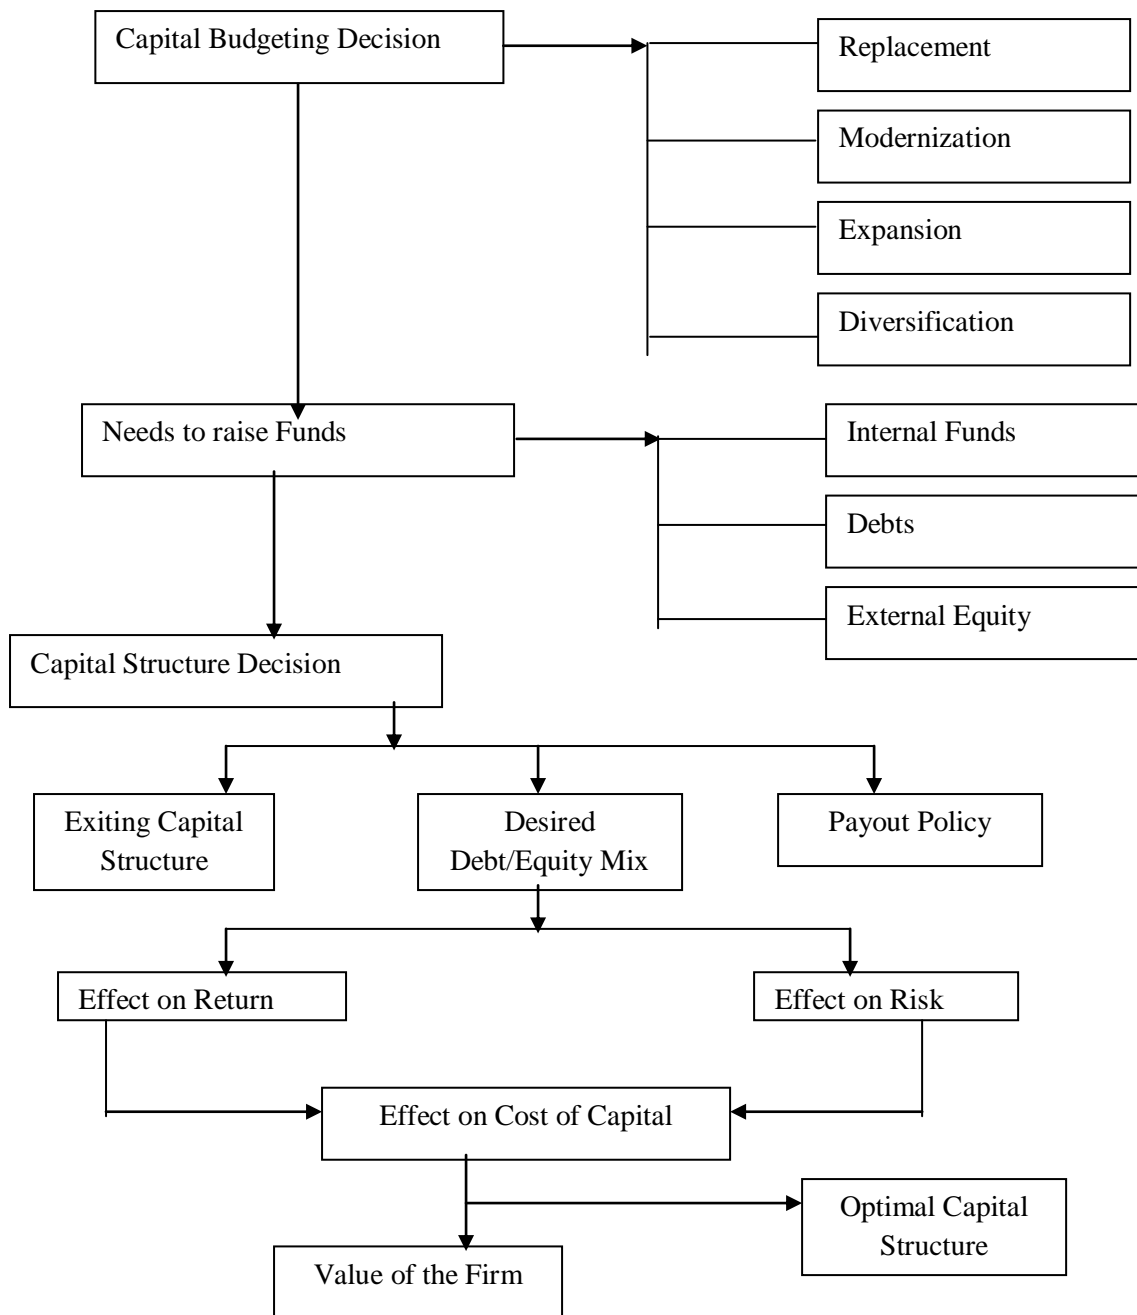 Capital Budgeting Decision
Replacement
Modernization
Expansion
Diversification
Needs to raise Funds
Internal Funds
Debts
External Equity
Capital Structure Decision
Exiting Capital
Structure
Desired
Debt/Equity Mix
Payout Policy
Effect on Return
Effect on Risk
Effect on Cost of Capital
Optimal Capital
Structure
Value of the Firm